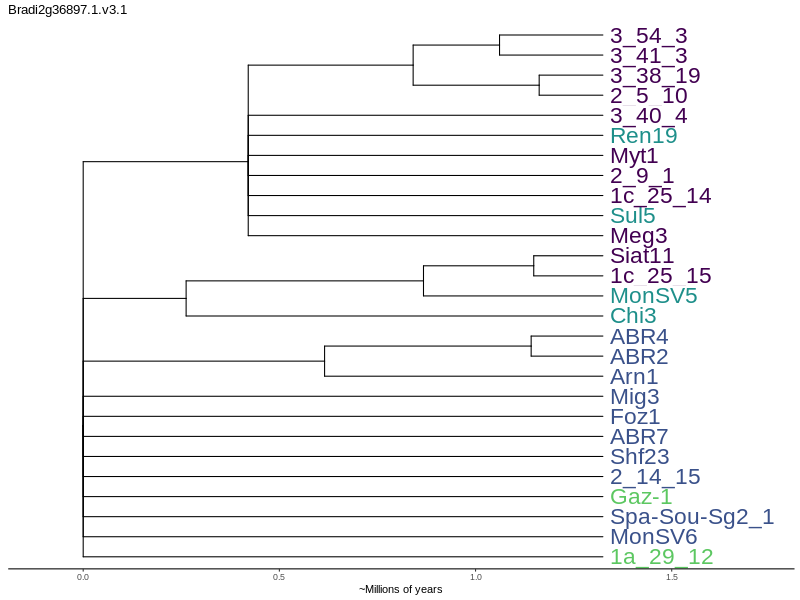 Bradi2g36897.1.v3.1
3_54_3
3_41_3
3_38_19
2_5_10
3_40_4
Ren19
Myt1
2_9_1
1c_25_14
Sul5
Meg3
Siat11
1c_25_15
MonSV5
Chi3
ABR4
ABR2
Arn1
Mig3
Foz1
ABR7
Shf23
2_14_15
Gaz-1
Spa-Sou-Sg2_1
MonSV6
1a_29_12
0.0 0.5 1.0 1.5
~Millions of years